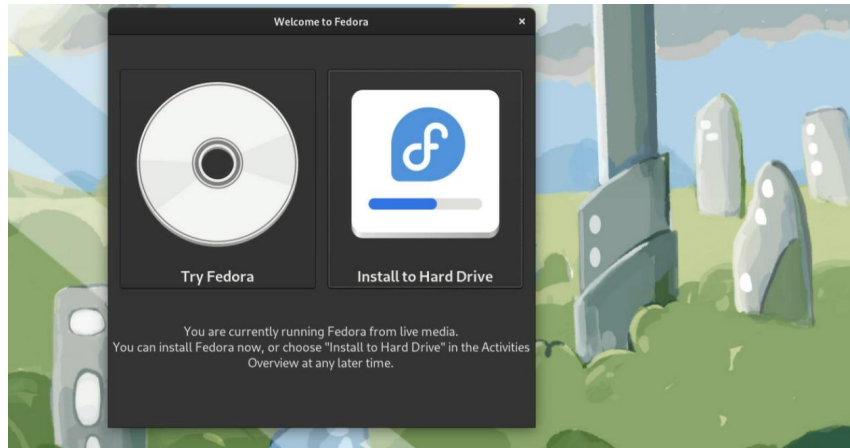 Welcome to Fedora
Try Fedora
Install to Hard Drive
You are currently running Fedora from live media.
You can install Fedora now, or choose "Install to Hard Drive" in the Activities
Overview at any later time.